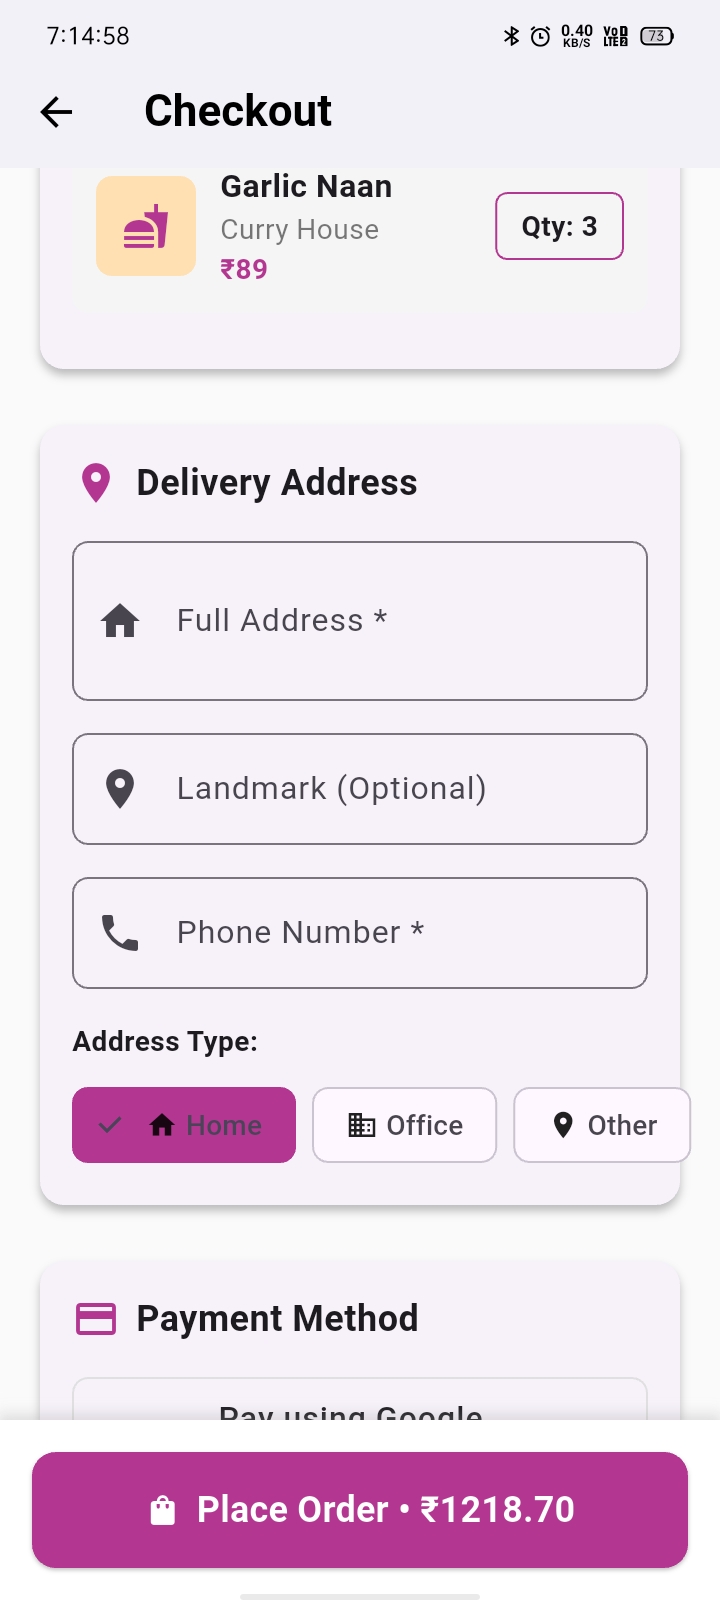 7:14:58
0.40
KB/S
VoD
LTE2
73
Checkout
Garlic Naan
Curry House
₹89
Qty: 3
Delivery Address
Full Address *
Landmark (Optional)
Phone Number *
Address Type:
Home
Office
Other
Payment Method
Pay using Google
Place Order • ₹1218.70